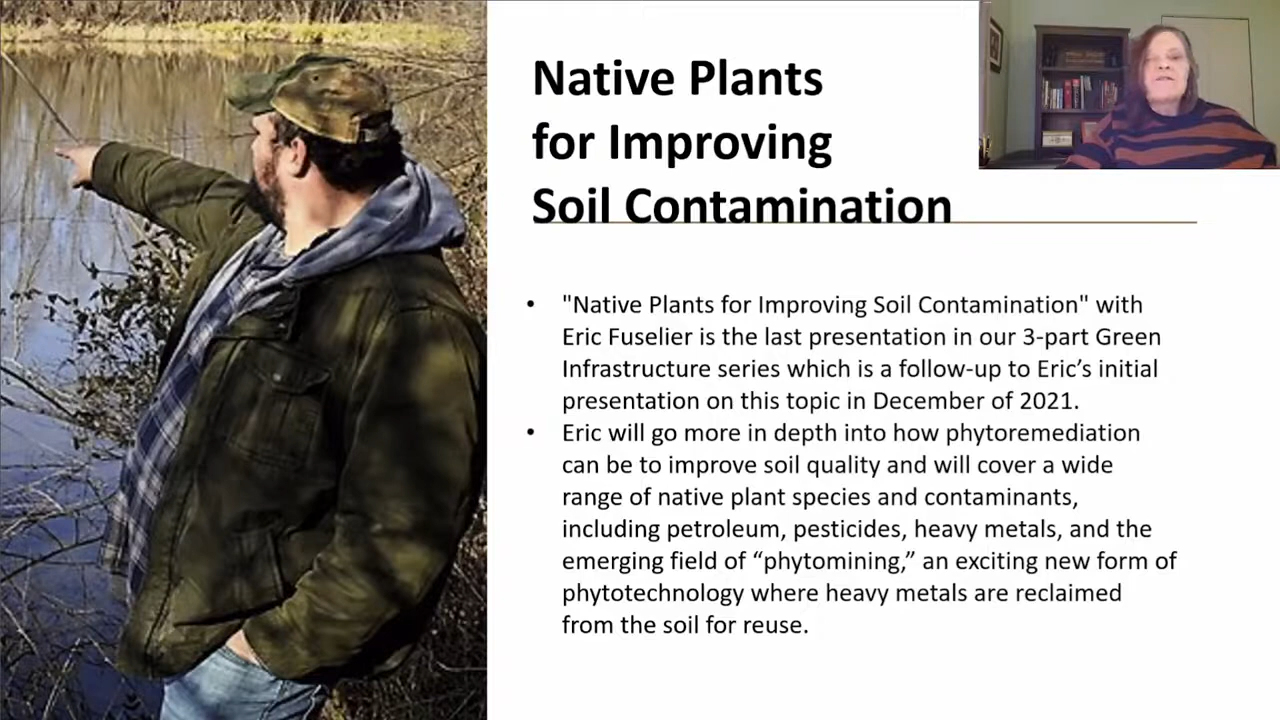 Native Plants
for Improving
Soil Contamination
• "Native Plants for Improving Soil Contamination" with
Eric Fuselier is the last presentation in our 3-part Green
Infrastructure series which is a follow-up to Eric’s initial
presentation on this topic in December of 2021.
• Eric will go more in depth into how phytoremediation
can be to improve soil quality and will cover a wide
range of native plant species and contaminants,
including petroleum, pesticides, heavy metals, and the
emerging field of “phytomining,” an exciting new form of
phytotechnology where heavy metals are reclaimed
from the soil for reuse.